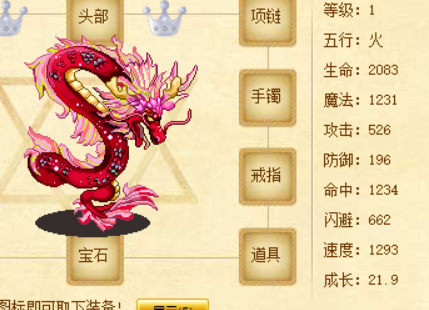 头部
项链
手镯
戒指
宝石
道具
等级：1
五行：火
生命：2083
魔法：1231
攻击：526
防御：196
命中：1234
闪避：662
速度：1293
成长：21.9
图标即可取下装备！